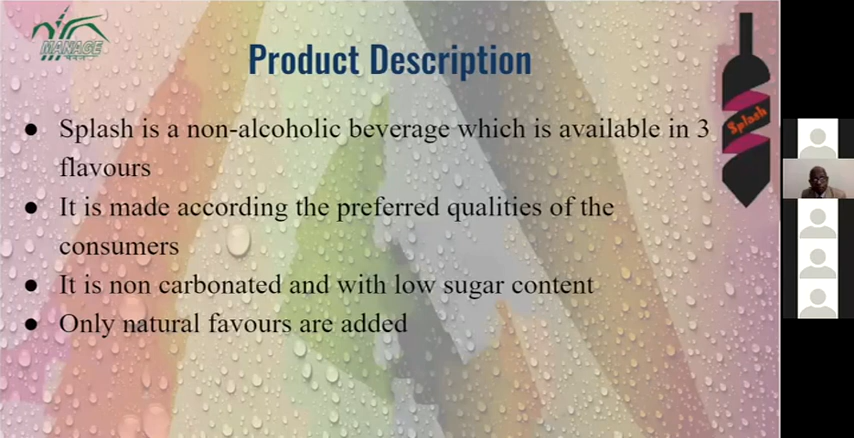 MANAGE
मैनेज
Product Description
Splash
● Splash is a non-alcoholic beverage which is available in 3
flavours
● It is made according the preferred qualities of the
consumers
● It is non carbonated and with low sugar content
● Only natural favours are added